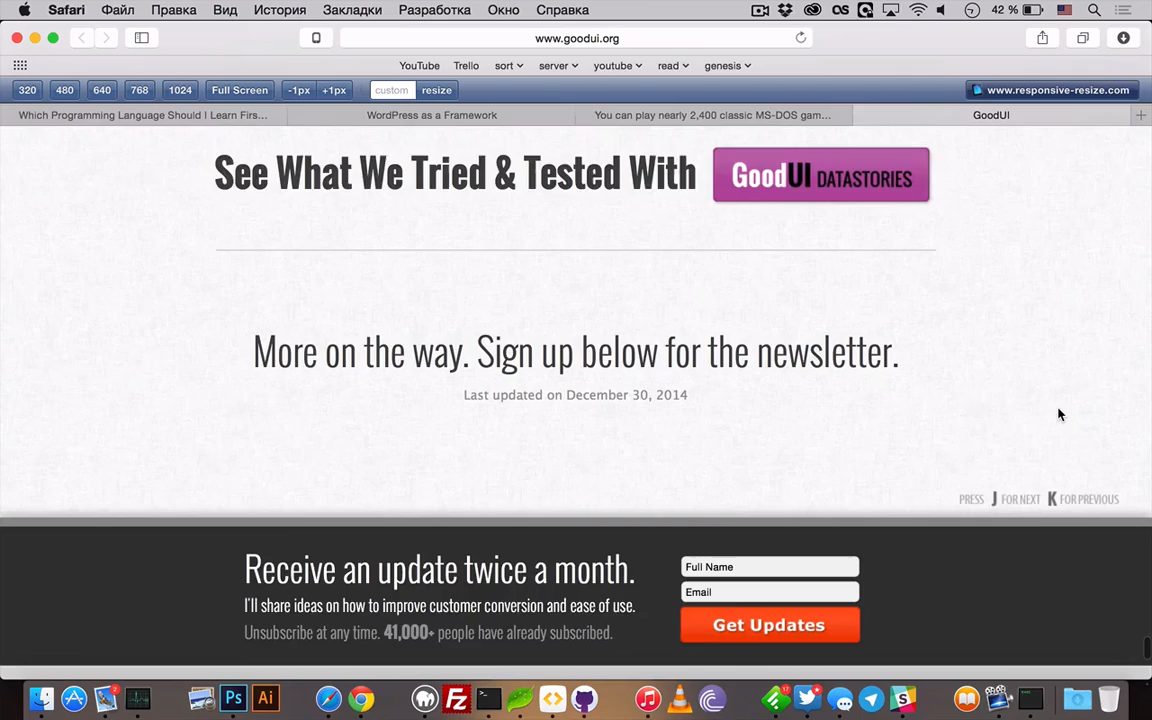 Safari Файл Правка Вид История Закладки Разработка Окно Справка 42 %
www.goodui.org
YouTube Trello sort server youtube read genesis
320 480 640 768 1024 Full Screen -1px +1px custom resize www.responsive-resize.com
Which Programming Language Should I Learn Firs... WordPress as a Framework You can play nearly 2,400 classic MS-DOS gam... GoodUI
See What We Tried & Tested With GoodUI DATASTORIES
More on the way. Sign up below for the newsletter.
Last updated on December 30, 2014
PRESS J FOR NEXT K FOR PREVIOUS
Receive an update twice a month.
I'll share ideas on how to improve customer conversion and ease of use.
Unsubscribe at any time. 41,000+ people have already subscribed.
Full Name
Email
Get Updates
Ps Ai Fz